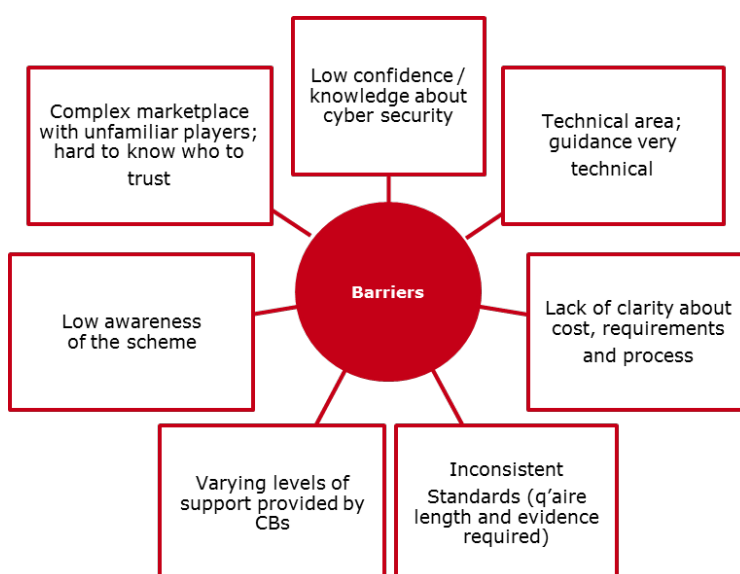 Low confidence /
knowledge about
cyber security
Complex marketplace
with unfamiliar players;
hard to know who to
trust
Technical area;
guidance very
technical
Barriers
Low awareness
of the scheme
Lack of clarity about
cost, requirements
and process
Varying levels of
support provided by
CBs
Inconsistent
Standards (q’aire
length and evidence
required)